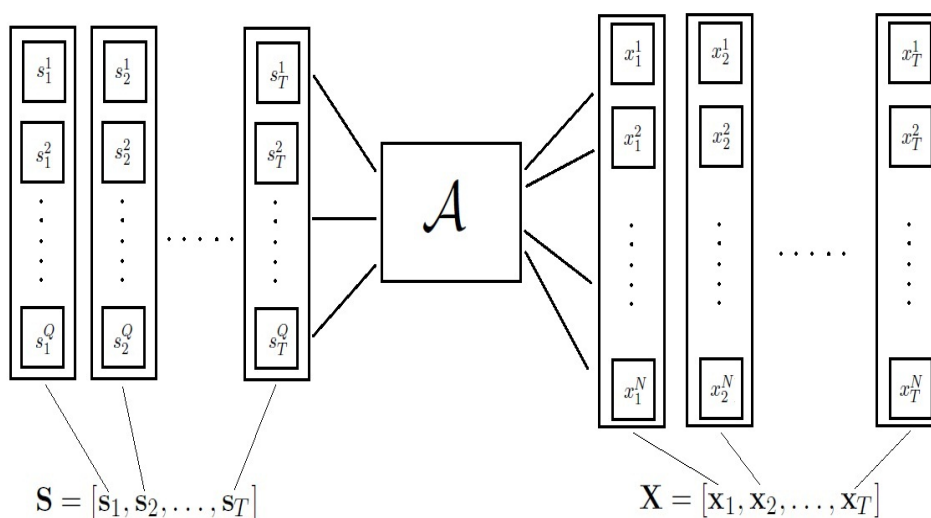 s_1^1 s_2^1 s_T^1 x_1^1 x_2^1 x_T^1
s_1^2 s_2^2 s_T^2 x_1^2 x_2^2 x_T^2
𝒜
s_1^Q s_2^Q s_T^Q x_1^N x_2^N x_T^N
S = [s_1, s_2, ..., s_T] X = [x_1, x_2, ..., x_T]